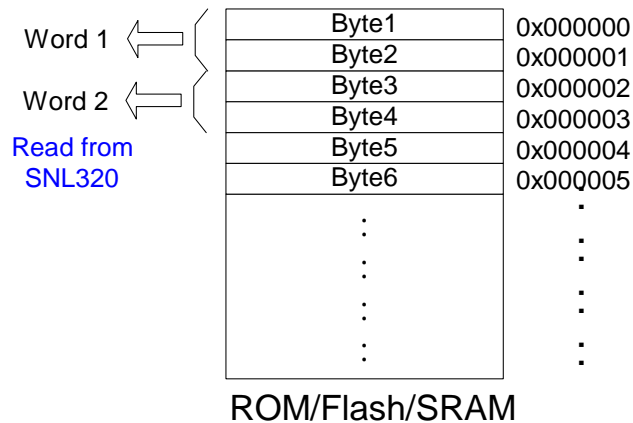 Byte1 0x000000
Word 1
Byte2 0x000001
Byte3 0x000002
Word 2
Byte4 0x000003
Read from Byte5 0x000004
SNL320 Byte6 0x000005
ROM/Flash/SRAM